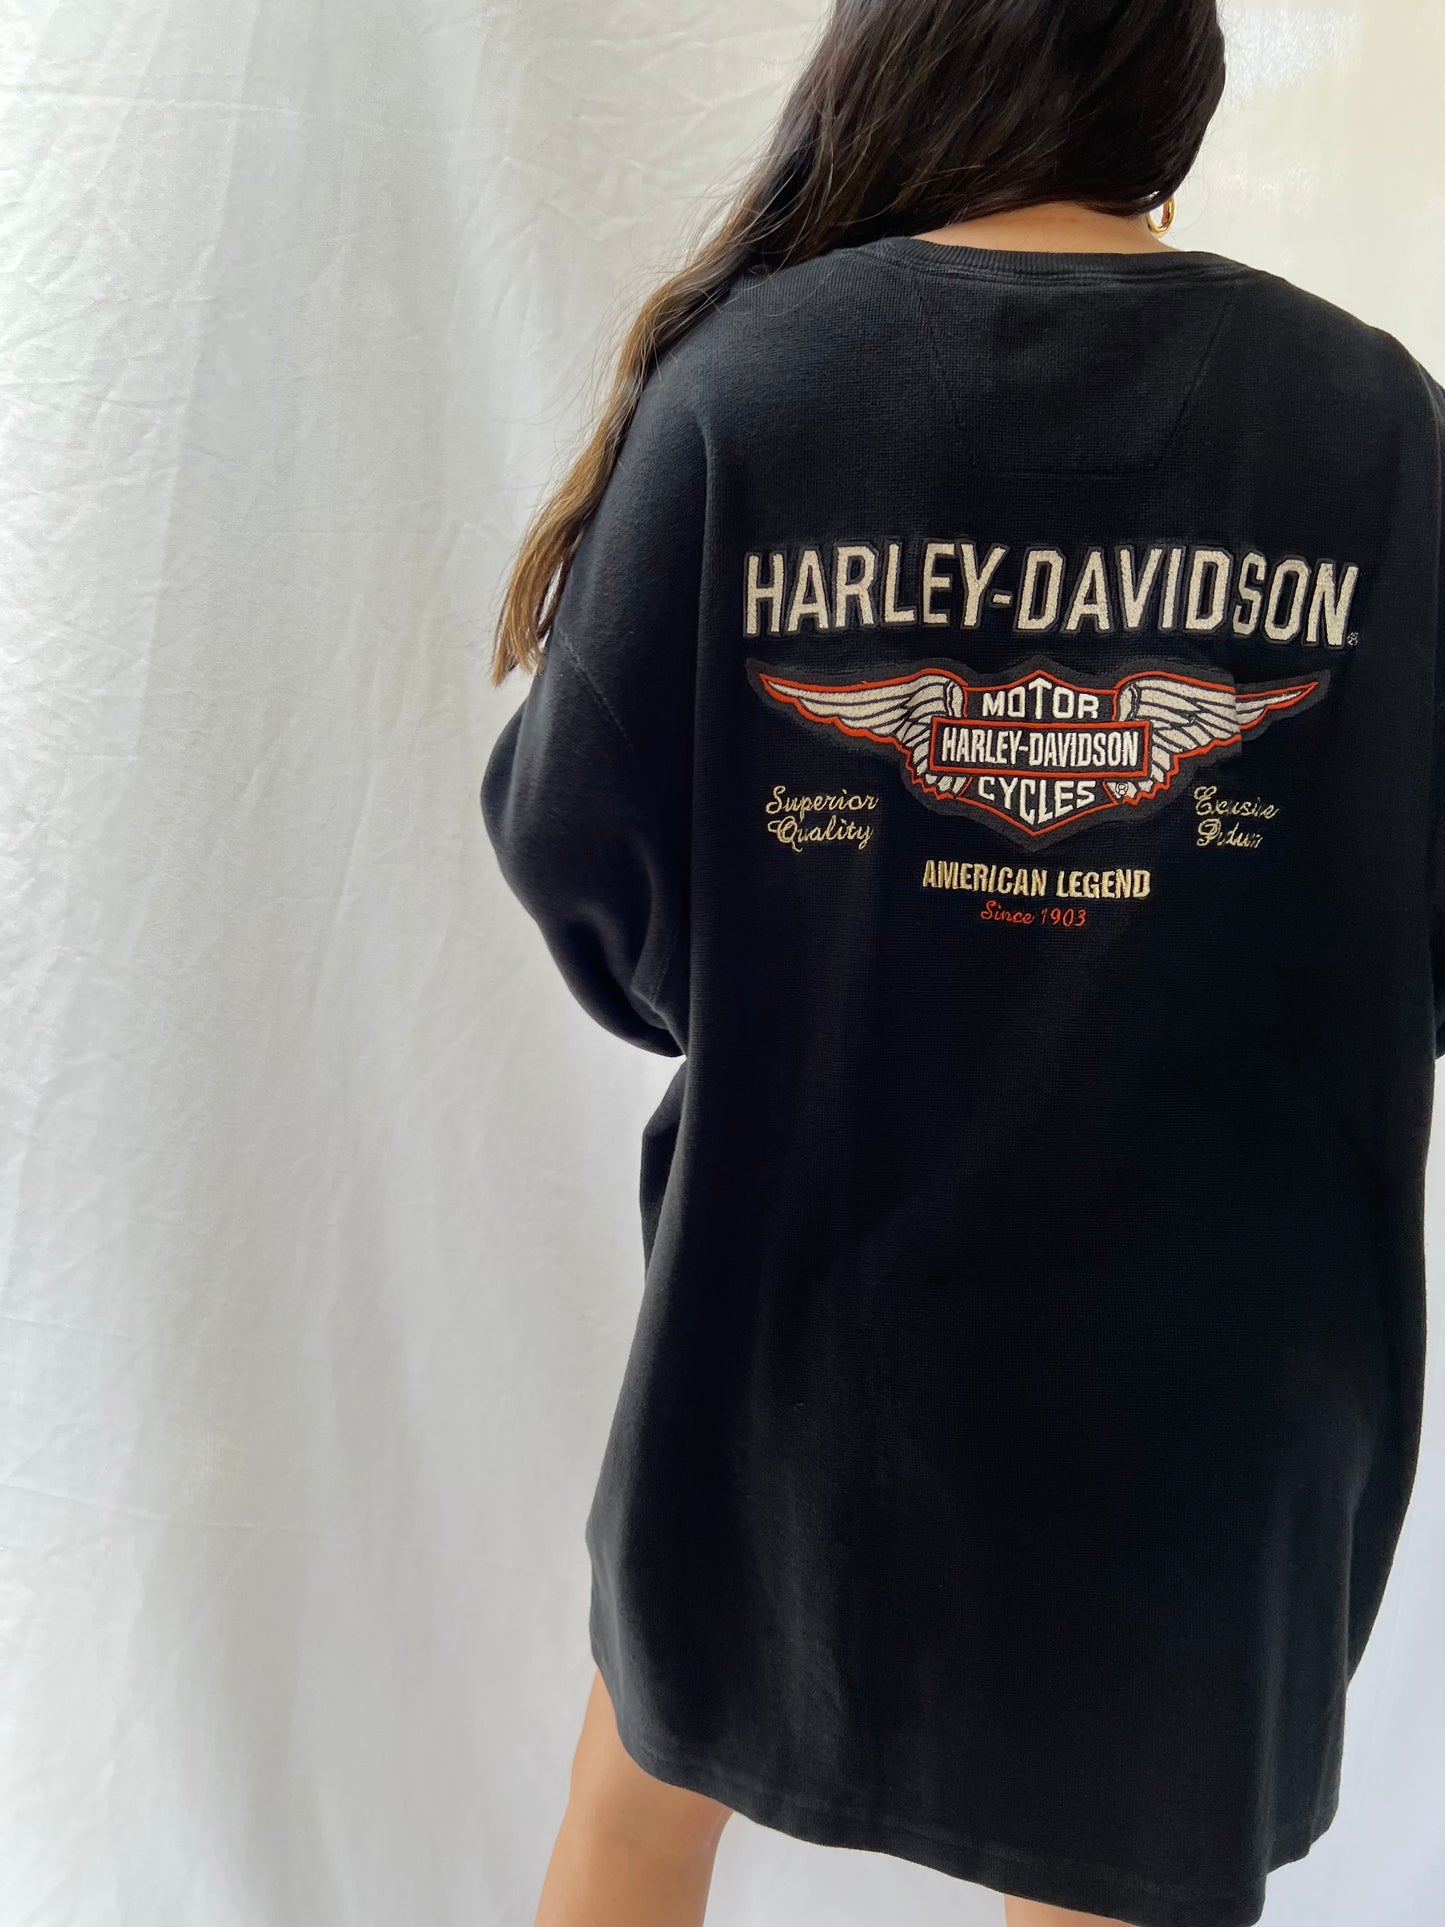 HARLEY-DAVIDSON®
MOTOR
HARLEY-DAVIDSON
CYCLES ®
Superior
Quality
AMERICAN LEGEND
Since 1903